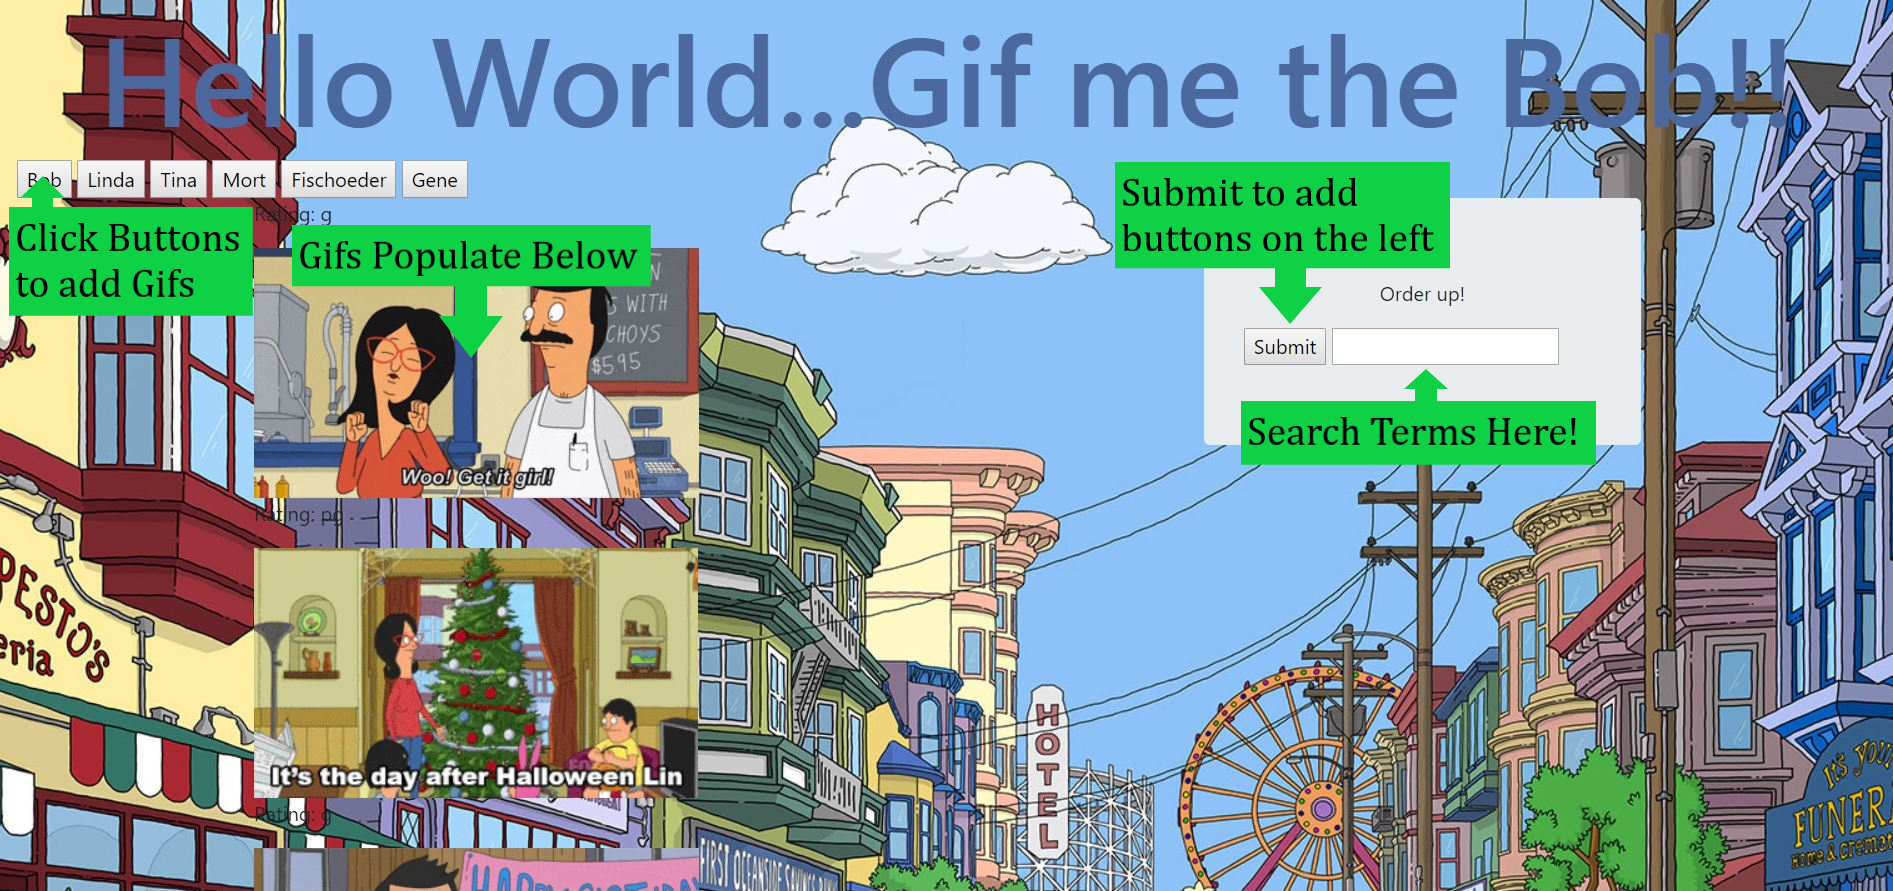 Hello World...Gif me the Bob!!
Bob
Linda
Tina
Mort
Fischoeder
Gene
Click Buttons
to add Gifs
Rating: g
Gifs Populate Below
WITH
CHOYS
$5.95
Woo! Get it girl!
Rating: pg
It's the day after Halloween Lin
Rating: g
HAPPY BIRTHDAY
Submit to add
buttons on the left
Order up!
Submit
Search Terms Here!
PESTO'S
eria
HOTEL
FIRST OCEANSIDE SAVINGS
It's YOUR
FUNERA
HOME & Cremat